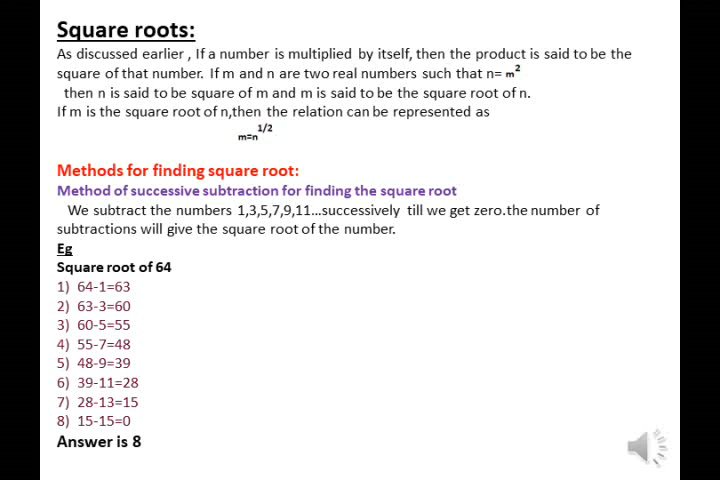 Square roots:
As discussed earlier , If a number is multiplied by itself, then the product is said to be the
square of that number. If m and n are two real numbers such that n= m²
then n is said to be square of m and m is said to be the square root of n.
If m is the square root of n,then the relation can be represented as
m=n^1/2
Methods for finding square root:
Method of successive subtraction for finding the square root
We subtract the numbers 1,3,5,7,9,11...successively till we get zero.the number of
subtractions will give the square root of the number.
Eg
Square root of 64
1) 64-1=63
2) 63-3=60
3) 60-5=55
4) 55-7=48
5) 48-9=39
6) 39-11=28
7) 28-13=15
8) 15-15=0
Answer is 8